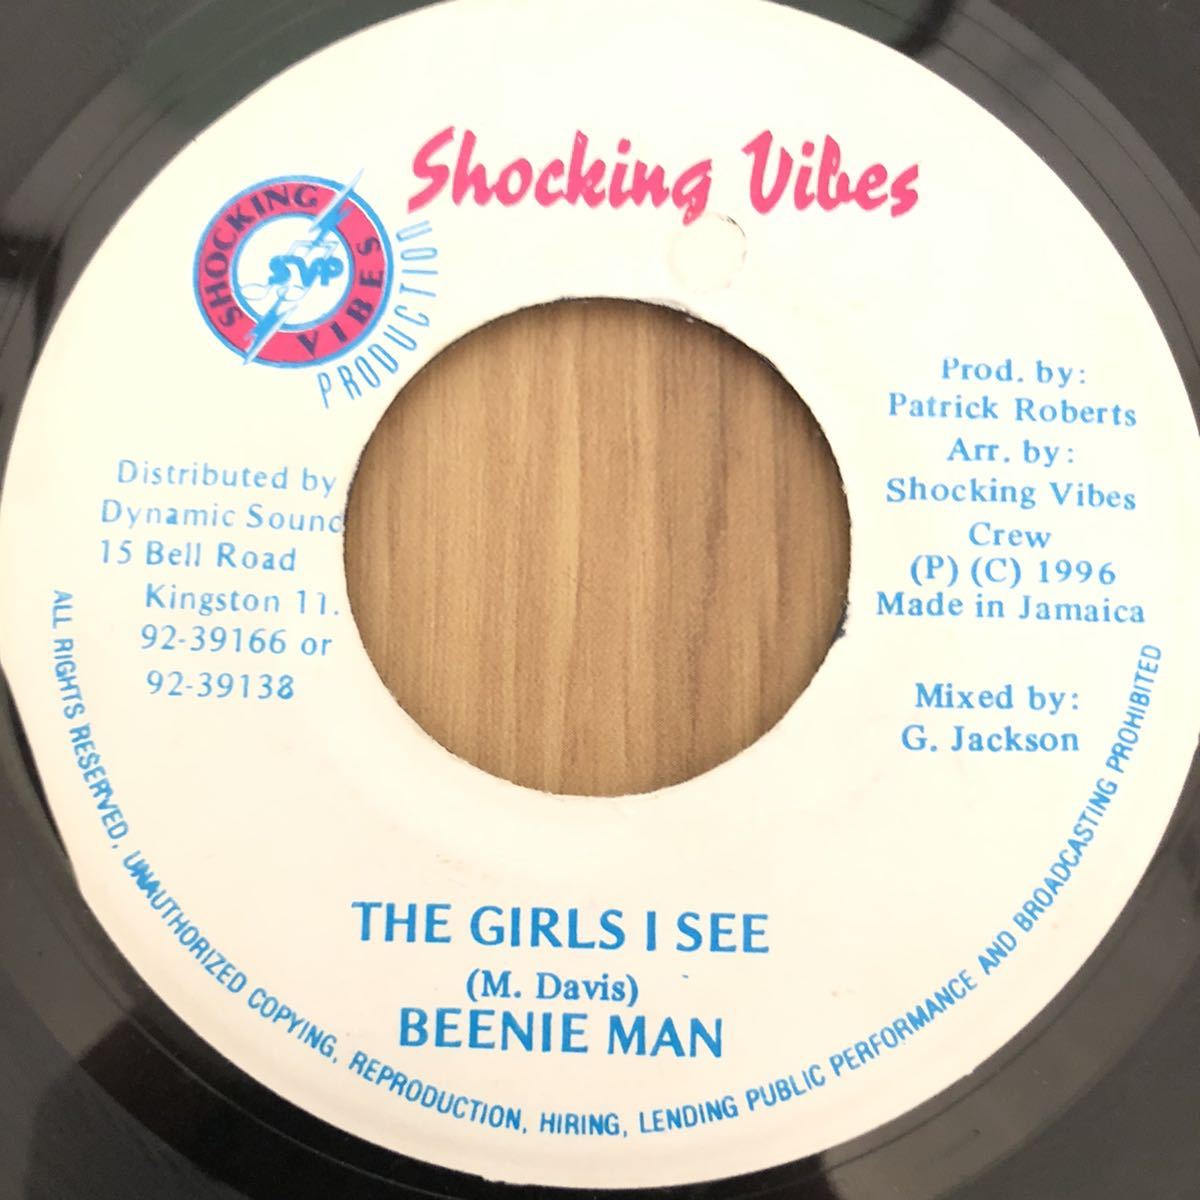 Shocking Vibes
SHOCKING VIBES
SVP
PRODUCTION
Prod. by:
Patrick Roberts
Arr. by:
Shocking Vibes
Crew
(P) (C) 1996
Made in Jamaica
Mixed by:
G. Jackson
Distributed by
Dynamic Sound
15 Bell Road
Kingston 11.
92-39166 or
92-39138
THE GIRLS I SEE
(M. Davis)
BEENIE MAN
ALL RIGHTS RESERVED, UNAUTHORIZED COPYING, REPRODUCTION, HIRING, LENDING PUBLIC PERFORMANCE AND BROADCASTING PROHIBITED